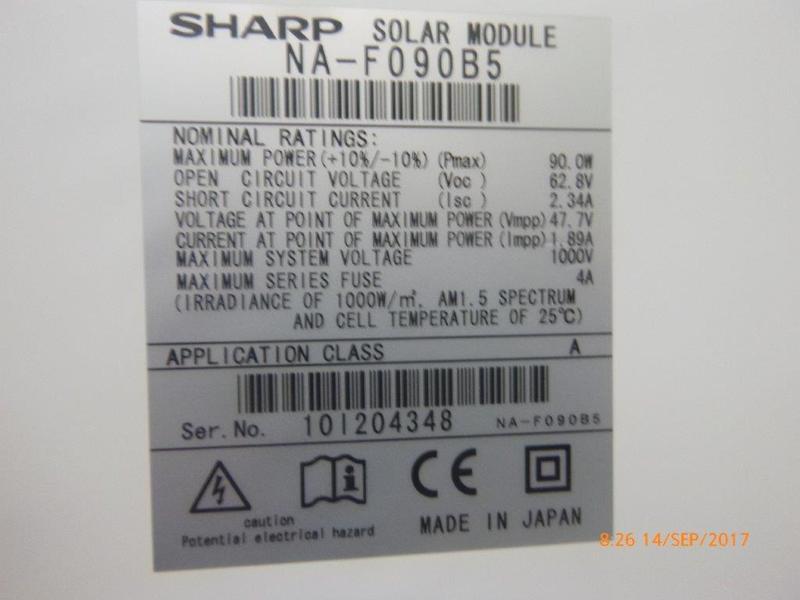 SHARP SOLAR MODULE
NA-F090B5
NOMINAL RATINGS:
MAXIMUM POWER(+10%/-10%) (Pmax) 90.0W
OPEN CIRCUIT VOLTAGE (Voc ) 62.8V
SHORT CIRCUIT CURRENT (Isc ) 2.34A
VOLTAGE AT POINT OF MAXIMUM POWER (Vmpp) 47.7V
CURRENT AT POINT OF MAXIMUM POWER (Impp) 1.89A
MAXIMUM SYSTEM VOLTAGE 1000V
MAXIMUM SERIES FUSE 4A
(IRRADIANCE OF 1000W/㎡, AM1.5 SPECTRUM
AND CELL TEMPERATURE OF 25℃)
APPLICATION CLASS A
Ser.No. 101204348 NA-F090B5
CE
caution
Potential electrical hazard
MADE IN JAPAN
8:26 14/SEP/2017